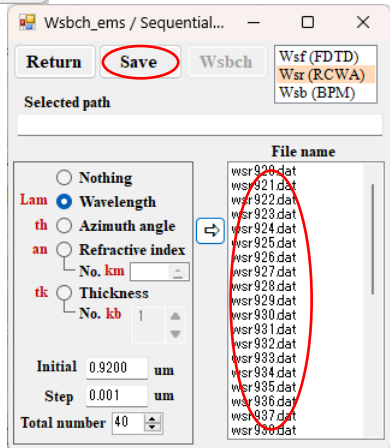 Wsbch_ems / Sequential...
Return Save Wsbch
Wsf (FDTD)
Wsr (RCWA)
Wsb (BPM)
Selected path
File name
Nothing
Lam Wavelength
th Azimuth angle
an Refractive index
No. km
tk Thickness
No. kb 1
Initial 0.9200 um
Step 0.001 um
Total number 40
wsr920.dat
wsr921.dat
wsr922.dat
wsr923.dat
wsr924.dat
wsr925.dat
wsr926.dat
wsr927.dat
wsr928.dat
wsr929.dat
wsr930.dat
wsr931.dat
wsr932.dat
wsr933.dat
wsr934.dat
wsr935.dat
wsr936.dat
wsr937.dat
wsr938.dat